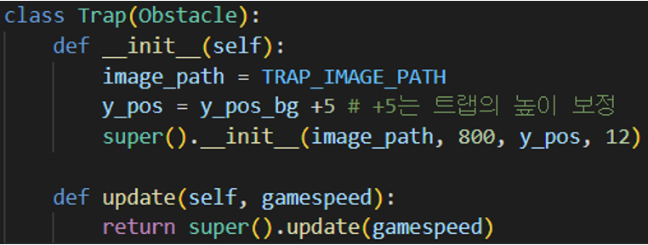 class Trap(Obstacle):
    def __init__(self):
        image_path = TRAP_IMAGE_PATH
        y_pos = y_pos_bg +5 # +5는 트랩의 높이 보정
        super().__init__(image_path, 800, y_pos, 12)

    def update(self, gamespeed):
        return super().update(gamespeed)